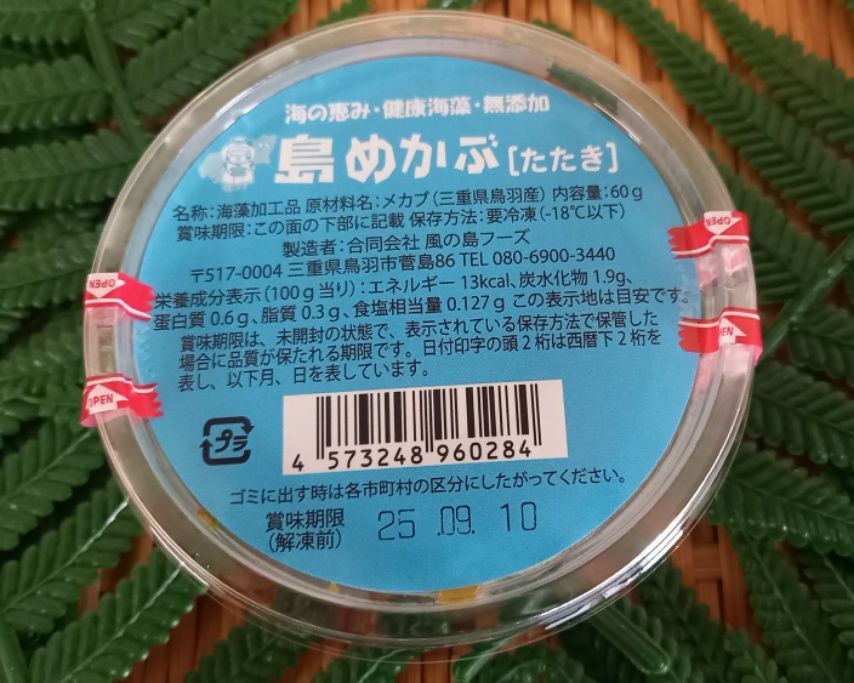 海の恵み・健康海藻・無添加
島めかぶ[たたき]
名称:海藻加工品 原材料名:メカブ(三重県鳥羽産) 内容量:60g
賞味期限:この面の下部に記載 保存方法:要冷凍(-18℃以下)
製造者:合同会社 風の島フーズ
〒517-0004 三重県鳥羽市菅島86 TEL 080-6900-3440
栄養成分表示(100g当り):エネルギー 13kcal、炭水化物 1.9g、
蛋白質 0.6g、脂質 0.3g、食塩相当量 0.127g この表示地は目安です。
賞味期限は、未開封の状態で、表示されている保存方法で保管した
場合に品質が保たれる期限です。日付印字の頭2桁は西暦下2桁を
表し、以下月、日を表しています。
OPEN
OPEN
OPEN
OPEN
プラ
4 573248 960284
ゴミに出す時は各市町村の区分にしたがってください。
賞味期限 25 .09. 10
(解凍前)